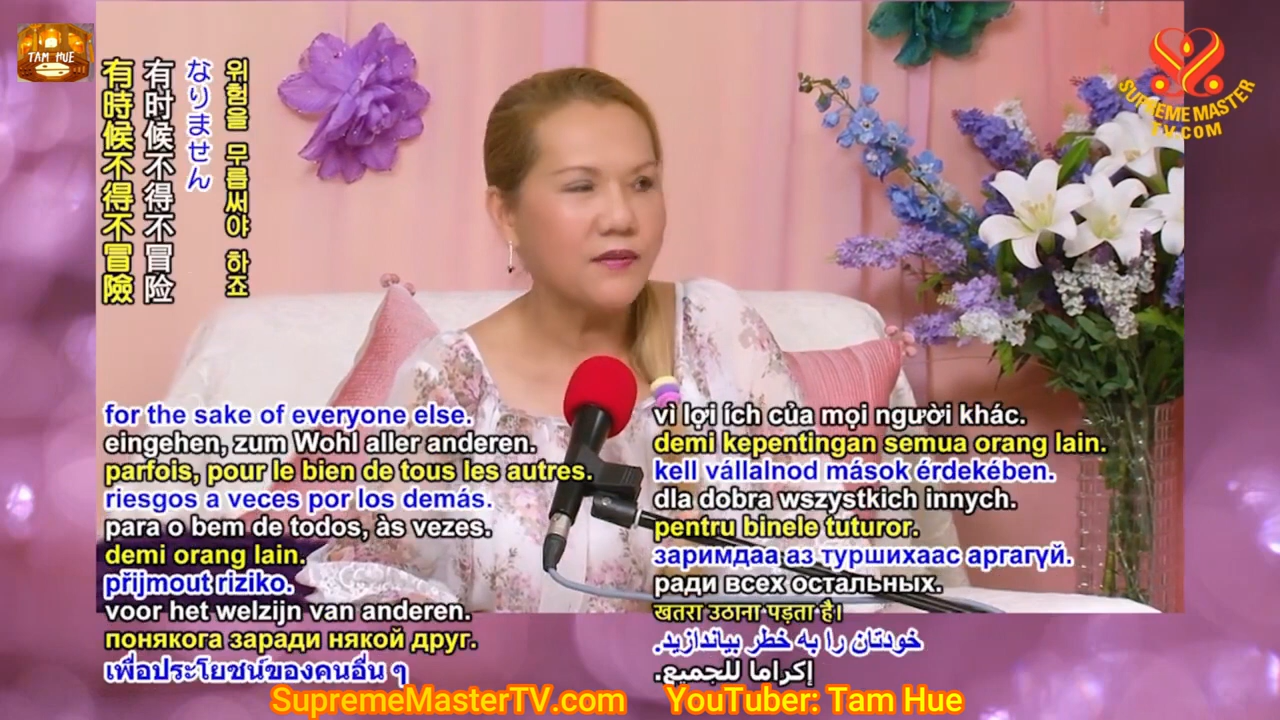 TAM HUE
有時候不得不冒險
有时候不得不冒险
なりません
위험을 무릅써야 하죠
SUPREME MASTER
TV.COM
for the sake of everyone else.
eingehen, zum Wohl aller anderen.
parfois, pour le bien de tous les autres.
riesgos a veces por los demás.
para o bem de todos, às vezes.
demi orang lain.
přijmout riziko.
voor het welzijn van anderen.
понякога заради някой друг.
เพื่อประโยชน์ของคนอื่น ๆ
vì lợi ích của mọi người khác.
demi kepentingan semua orang lain.
kell vállalnod mások érdekében.
dla dobra wszystkich innych.
pentru binele tuturor.
заримдаа аз туршихаас аргагүй.
ради всех остальных.
खतरा उठाना पड़ता है।
خودتان را به خطر بیاندازید.
إكراما للجميع.
SupremeMasterTV.com
YouTuber: Tam Hue